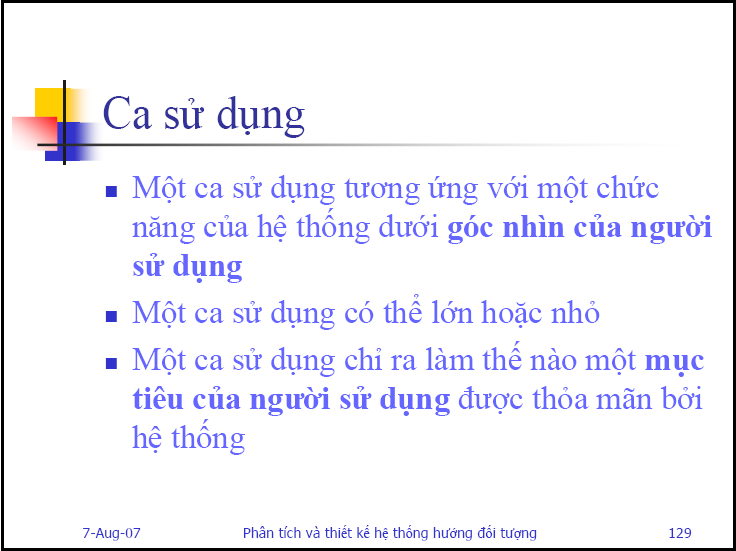 Ca sử dụng
Một ca sử dụng tương ứng với một chức
năng của hệ thống dưới góc nhìn của người
sử dụng
Một ca sử dụng có thể lớn hoặc nhỏ
Một ca sử dụng chỉ ra làm thế nào một mục
tiêu của người sử dụng được thỏa mãn bởi
hệ thống
7-Aug-07 Phân tích và thiết kế hệ thống hướng đối tượng 129